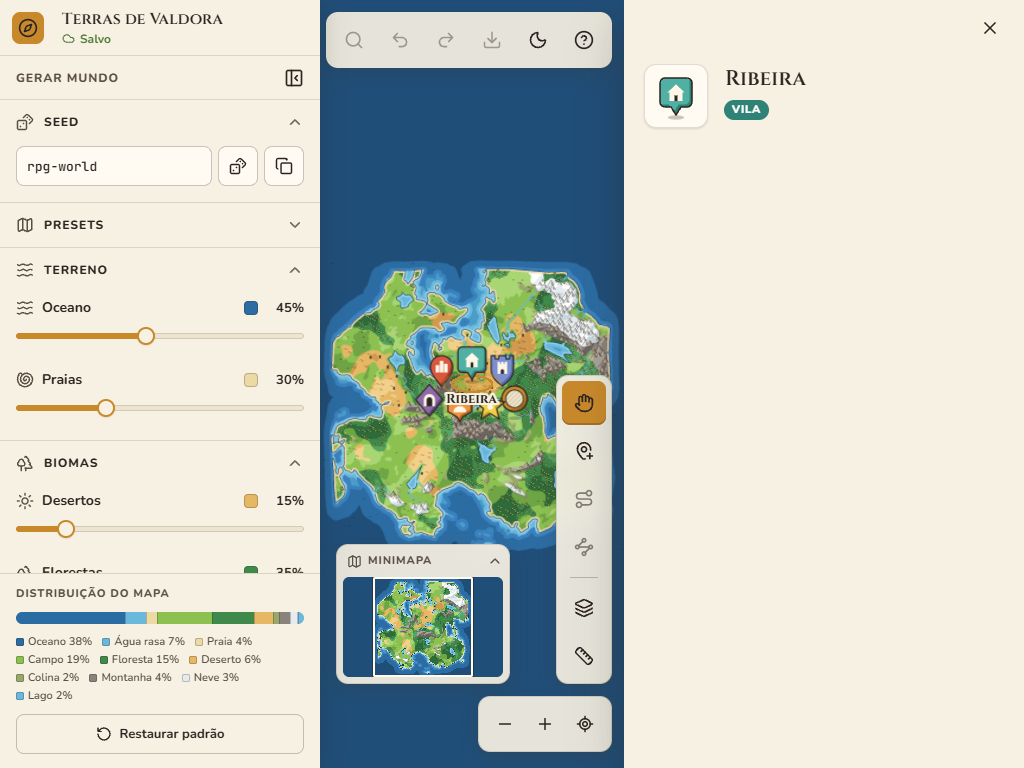 Terras de Valdora
Salvo
GERAR MUNDO
SEED
rpg-world
PRESETS
TERRENO
Oceano 45%
Praias 30%
BIOMAS
Desertos 15%
Florestas 35%
DISTRIBUIÇÃO DO MAPA
Oceano 38% Água rasa 7% Praia 4%
Campo 19% Floresta 15% Deserto 6%
Colina 2% Montanha 4% Neve 3%
Lago 2%
Restaurar padrão
Ribeira
MINIMAPA
Ribeira
VILA